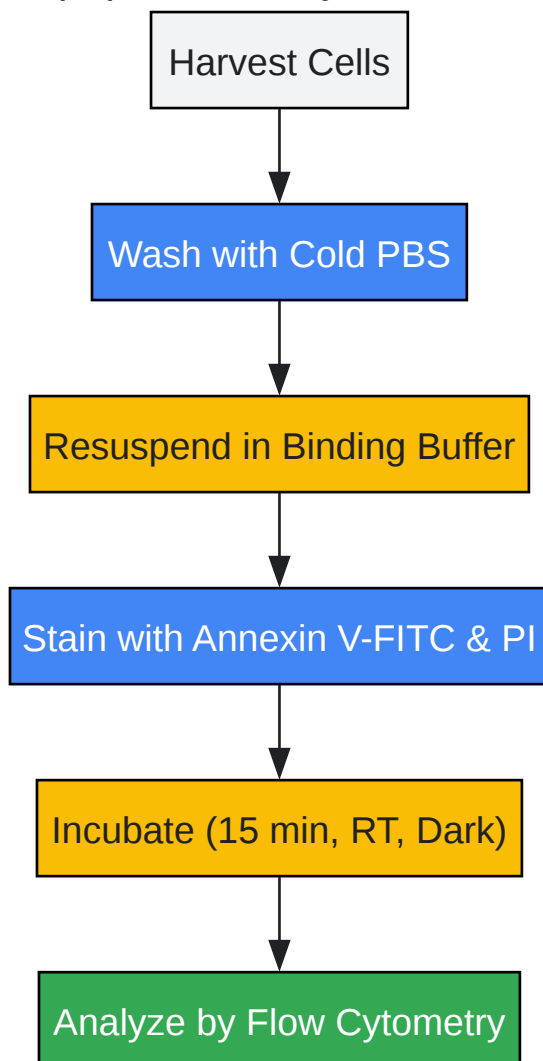 Harvest Cells
Wash with Cold PBS
Resuspend in Binding Buffer
Stain with Annexin V-FITC & PI
Incubate (15 min, RT, Dark)
Analyze by Flow Cytometry